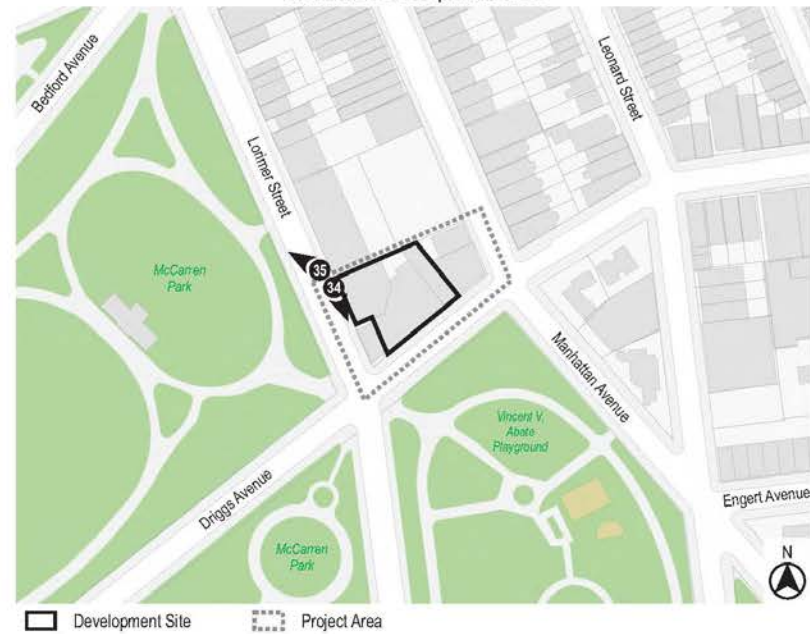 Bedford Avenue
Lorimer Street
Leonard Street
35
34
McCarren
Park
Manhattan Avenue
Vincent V.
Abate
Playground
Driggs Avenue
Engert Avenue
McCarren
Park
N
Development Site
Project Area